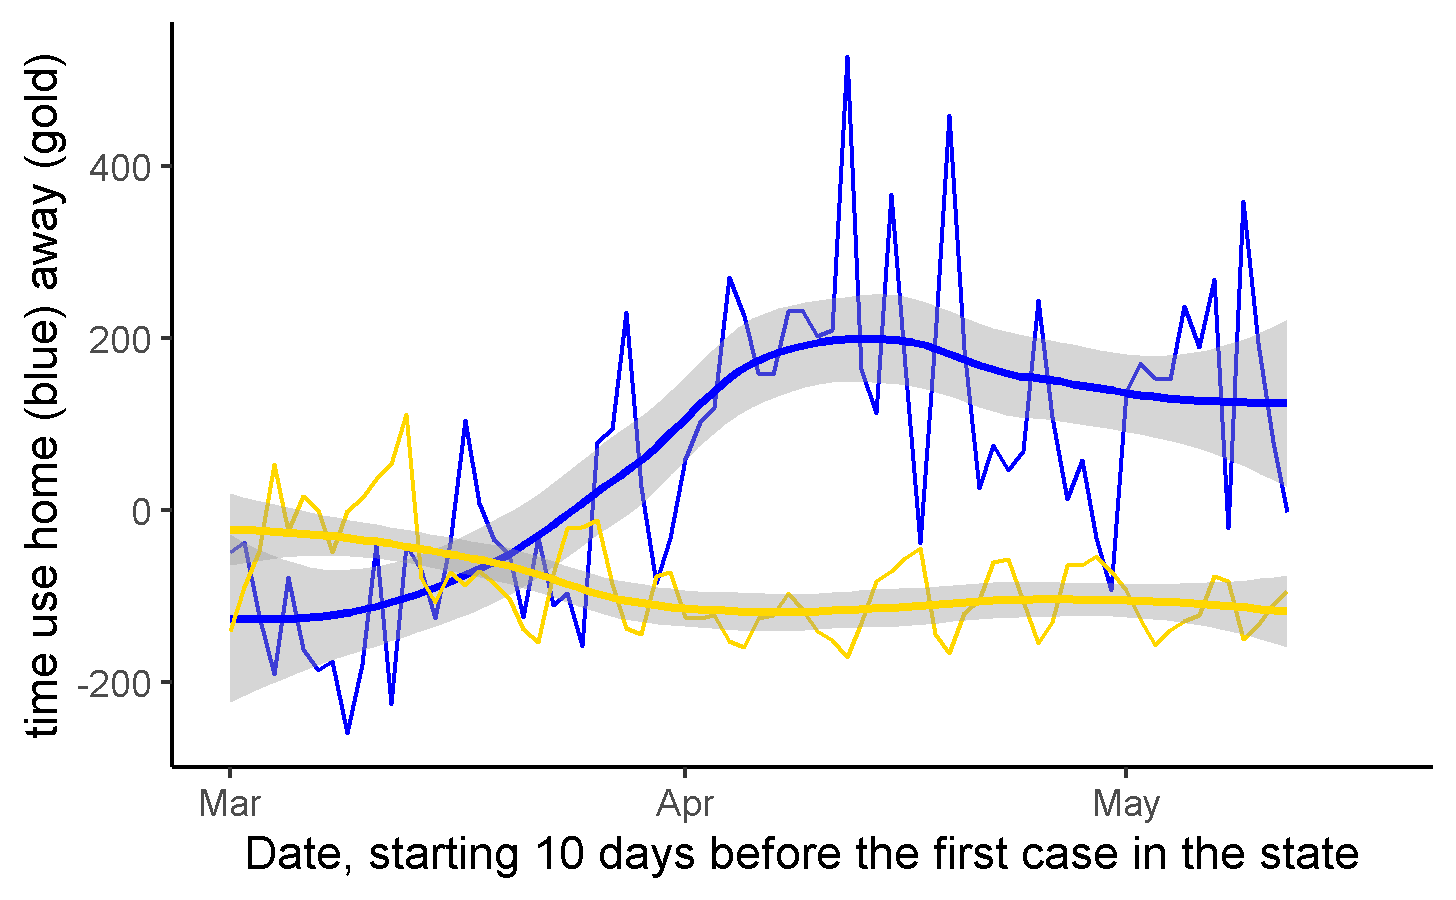 time use home (blue) away (gold)
400
200
0
-200
Mar
Apr
May
Date, starting 10 days before the first case in the state